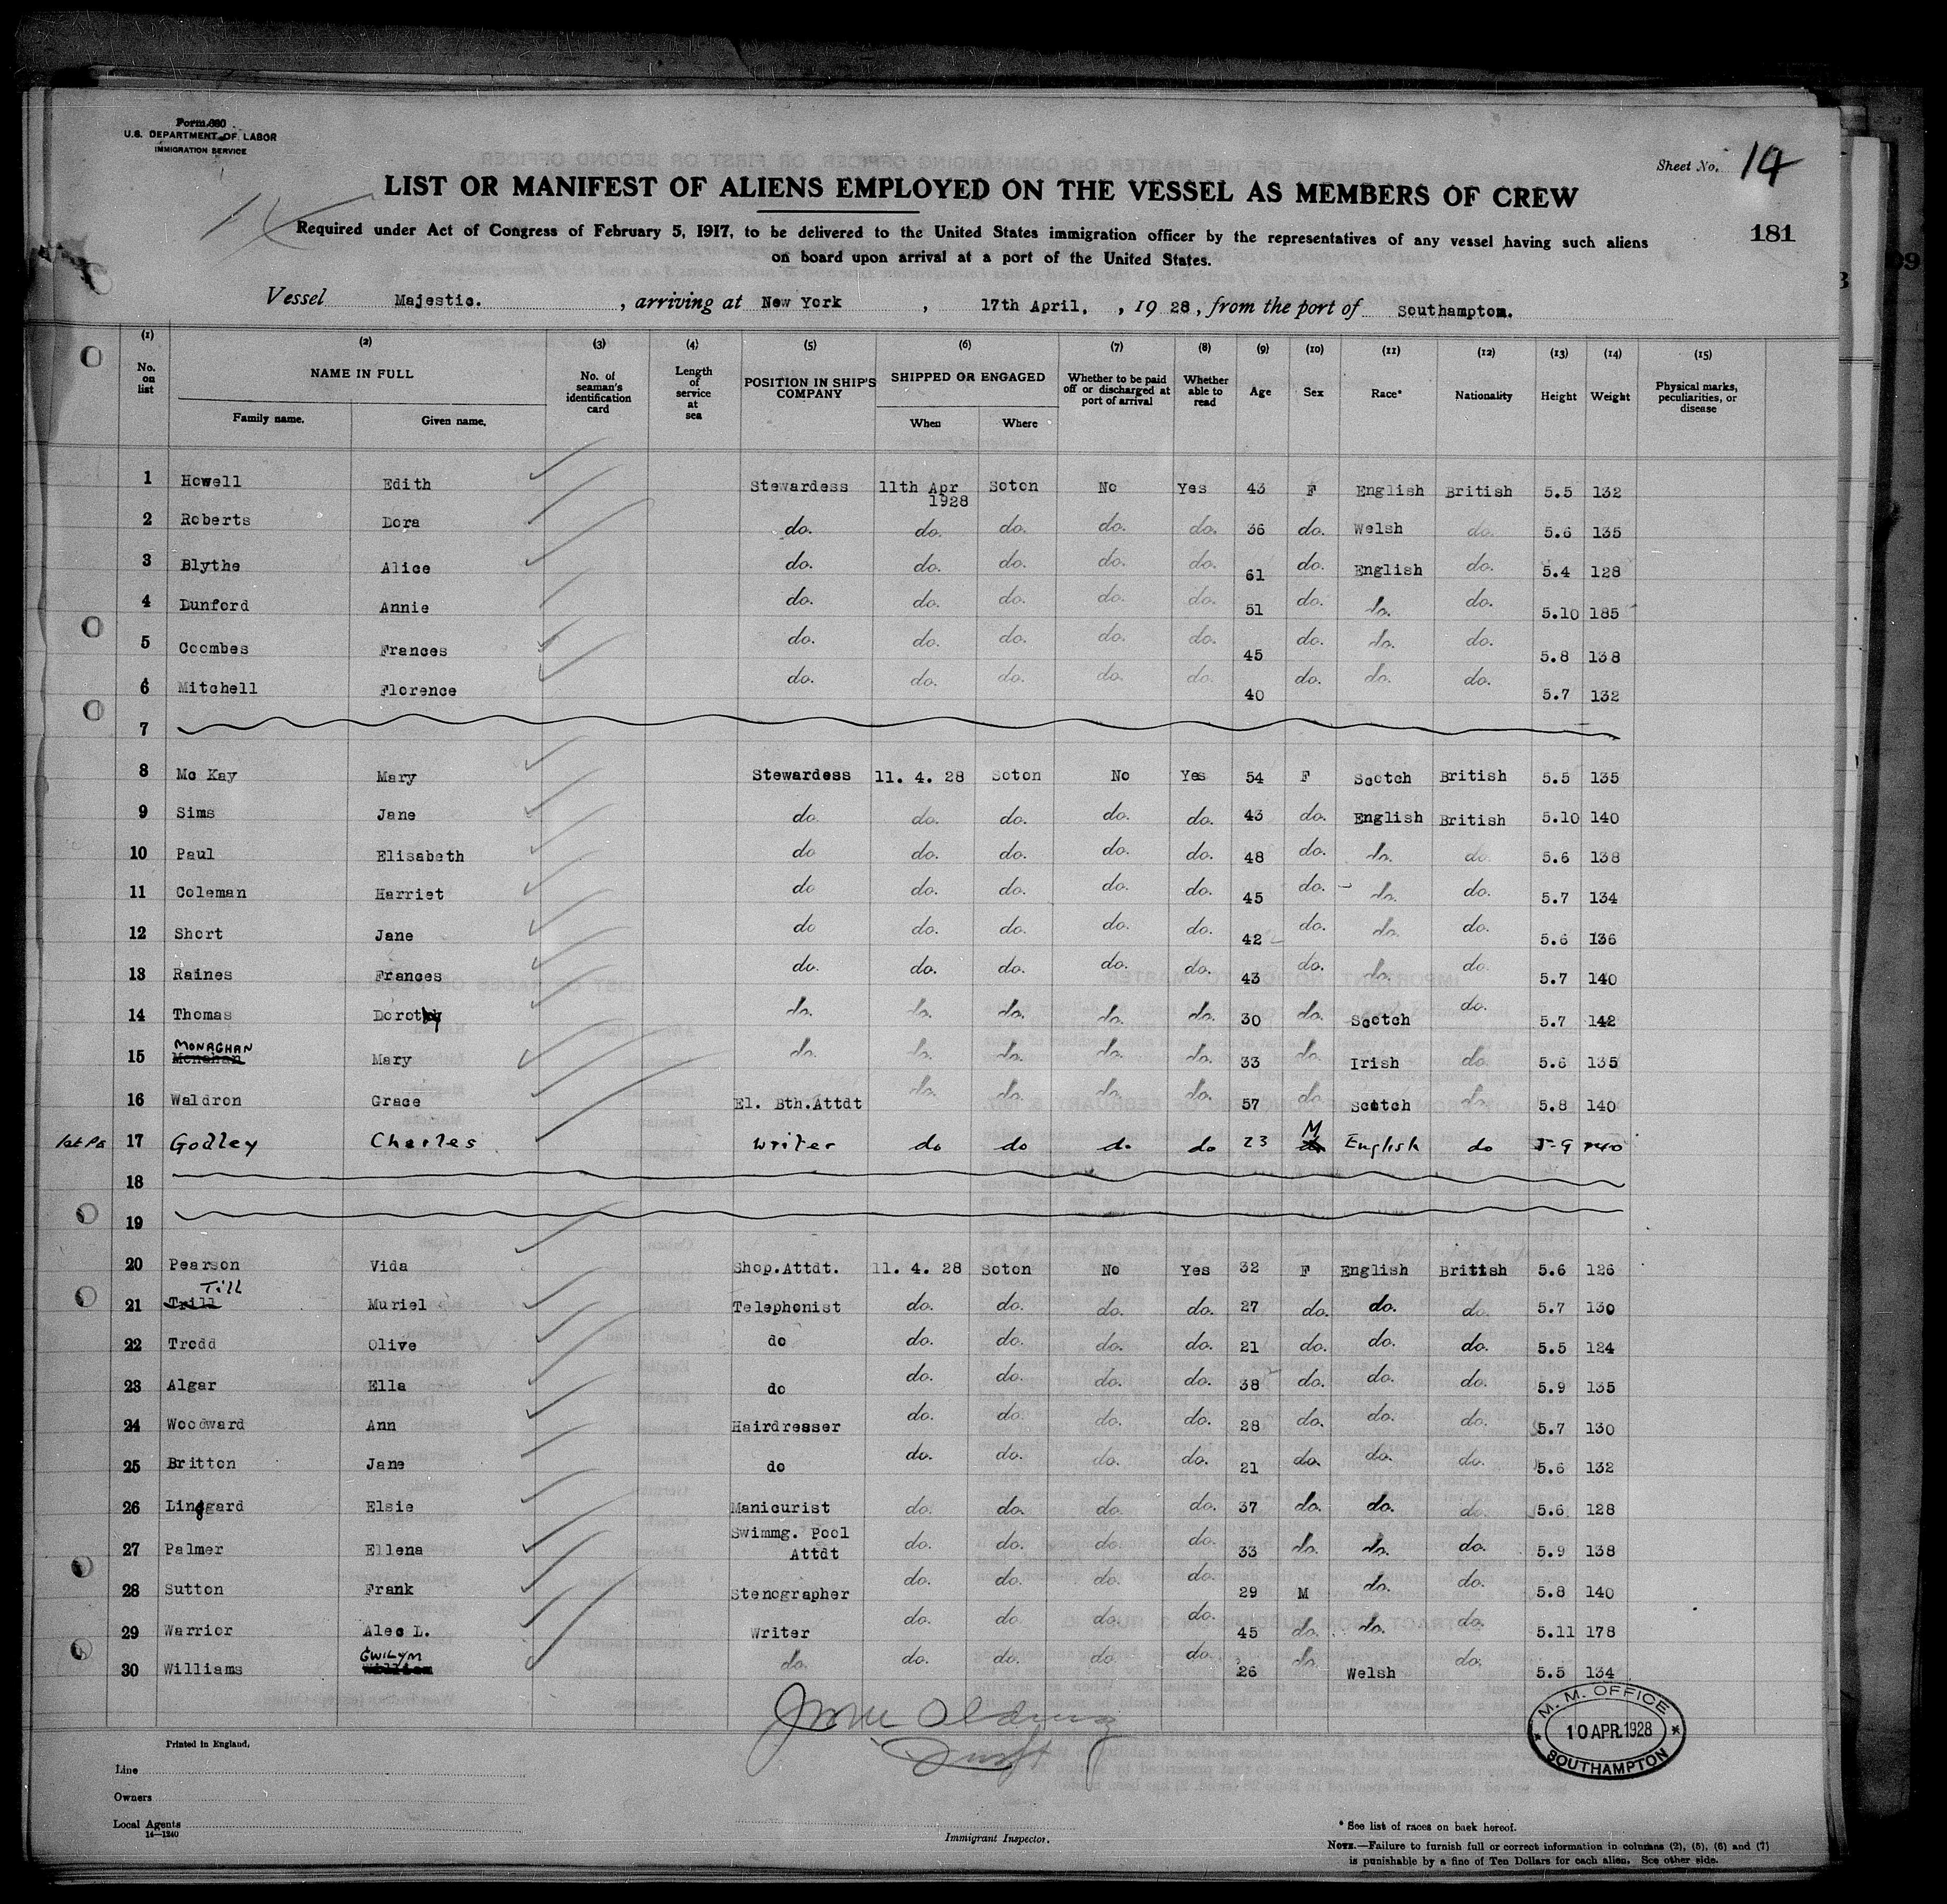 Form 680
U.S. DEPARTMENT OF LABOR
IMMIGRATION SERVICE
Sheet No. 14
LIST OR MANIFEST OF ALIENS EMPLOYED ON THE VESSEL AS MEMBERS OF CREW
181
Required under Act of Congress of February 5, 1917, to be delivered to the United States immigration officer by the representatives of any vessel having such aliens
on board upon arrival at a port of the United States.
Vessel Majestic. , arriving at New York , 17th April, , 19 28, from the port of Southampton.
(1) (2) (3) (4) (5) (6) (7) (8) (9) (10) (11) (12) (13) (14) (15)
No. on list NAME IN FULL Family name. Given name. No. of seaman's identification card Length of service at sea POSITION IN SHIP'S COMPANY SHIPPED OR ENGAGED When Where Whether to be paid off or discharged at port of arrival Whether able to read Age Sex Race* Nationality Height Weight Physical marks, peculiarities, or disease
1 Howell Edith Stewardess 11th Apr 1928 Soton No Yes 43 F English British 5.5 132
2 Roberts Dora do. do. do. do. do. 36 do. Welsh do. 5.6 135
3 Blythe Alice do. do. do. do. do. 61 do. English do. 5.4 128
4 Dunford Annie do. do. do. do. do. 51 do. do. do. 5.10 185
5 Coombes Frances do. do. do. do. do. 45 do. do. do. 5.8 138
6 Mitchell Florence do. do. do. do. do. 40 do. do. do. 5.7 132
7
8 Mc Kay Mary Stewardess 11. 4. 28 Soton No Yes 54 F Scotch British 5.5 135
9 Sims Jane do. do. do. do. do. 43 do. English British 5.10 140
10 Paul Elisabeth do do. do. do. do. 48 do. do. do. 5.6 138
11 Coleman Harriet do do. do. do. do. 45 do. do. do. 5.7 134
12 Short Jane do do. do. do. do. 42 do. do. do. 5.6 136
13 Raines Frances do. do. do. do. do. 43 do. do. do. 5.7 140
14 Thomas Dorothy do. do. do. do. do. 30 do. Scotch do. 5.7 142
15 Monahan MONAGHAN Mary do. do. do. do. do. 33 do. Irish do. 5.6 135
16 Waldron Grace El. Bth.Attdt do. do. do. do. 57 do. Scotch do. 5.8 140
17 Godley Charles Writer do do do. do 23 M English do 5-9 140
18
19
20 Pearson Vida Shop.Attdt. 11. 4. 28 Soton No Yes 32 F English British 5.6 126
21 Trill Till Muriel Telephonist do. do. do. do. 27 do. do. do. 5.7 130
22 Trodd Olive do do. do. do. do. 21 do. do. do. 5.5 124
23 Algar Ella do do. do. do. do. 38 do. do. do. 5.9 135
24 Woodward Ann Hairdresser do. do. do. do. 28 do. do. do. 5.7 130
25 Britton Jane do do. do. do. do. 21 do. do. do. 5.6 132
26 Lingard Elsie Manicurist do. do. do. do. 37 do. do. do. 5.6 128
27 Palmer Ellena Swimmg. Pool Attdt do. do. do. do. 33 do. do. do. 5.9 138
28 Sutton Frank Stenographer do. do. do. do. 29 M do. do. 5.8 140
29 Warrior Alec L. Writer do. do. do. do. 45 do. do. do. 5.11 178
30 Williams GWILYM do. do. do. do. do. 26 do. Welsh do. 5.5 134
M. M. OFFICE
10 APR 1928
SOUTHAMPTON
Printed in England.
Line
Owners
Local Agents
14—1240
Immigrant Inspector.
* See list of races on back hereof.
NOTE.—Failure to furnish full or correct information in columns (2), (5), (6) and (7)
is punishable by a fine of Ten Dollars for each alien. See other side.